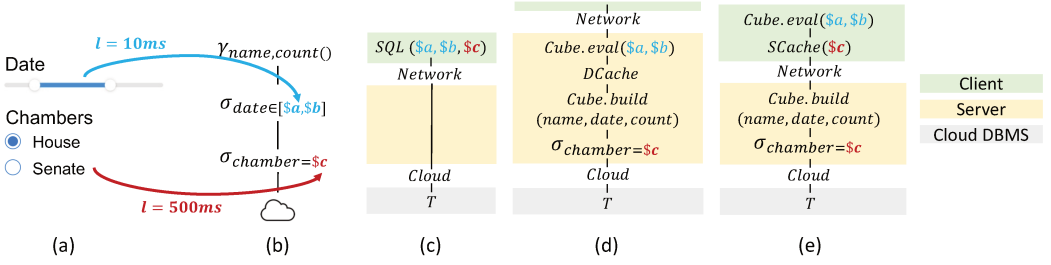 Date
Chambers
House
Senate
l = 10ms
l = 500ms
(a)
γname,count()
σdate∈[$a,$b]
σchamber=$c
(b)
SQL ($a,$b,$c)
Network
Cloud
T
(c)
Network
Cube.eval($a,$b)
DCache
Cube.build
(name,date,count)
σchamber=$c
Cloud
T
(d)
Cube.eval($a,$b)
SCache($c)
Network
Cube.build
(name,date,count)
σchamber=$c
Cloud
T
(e)
Client
Server
Cloud DBMS